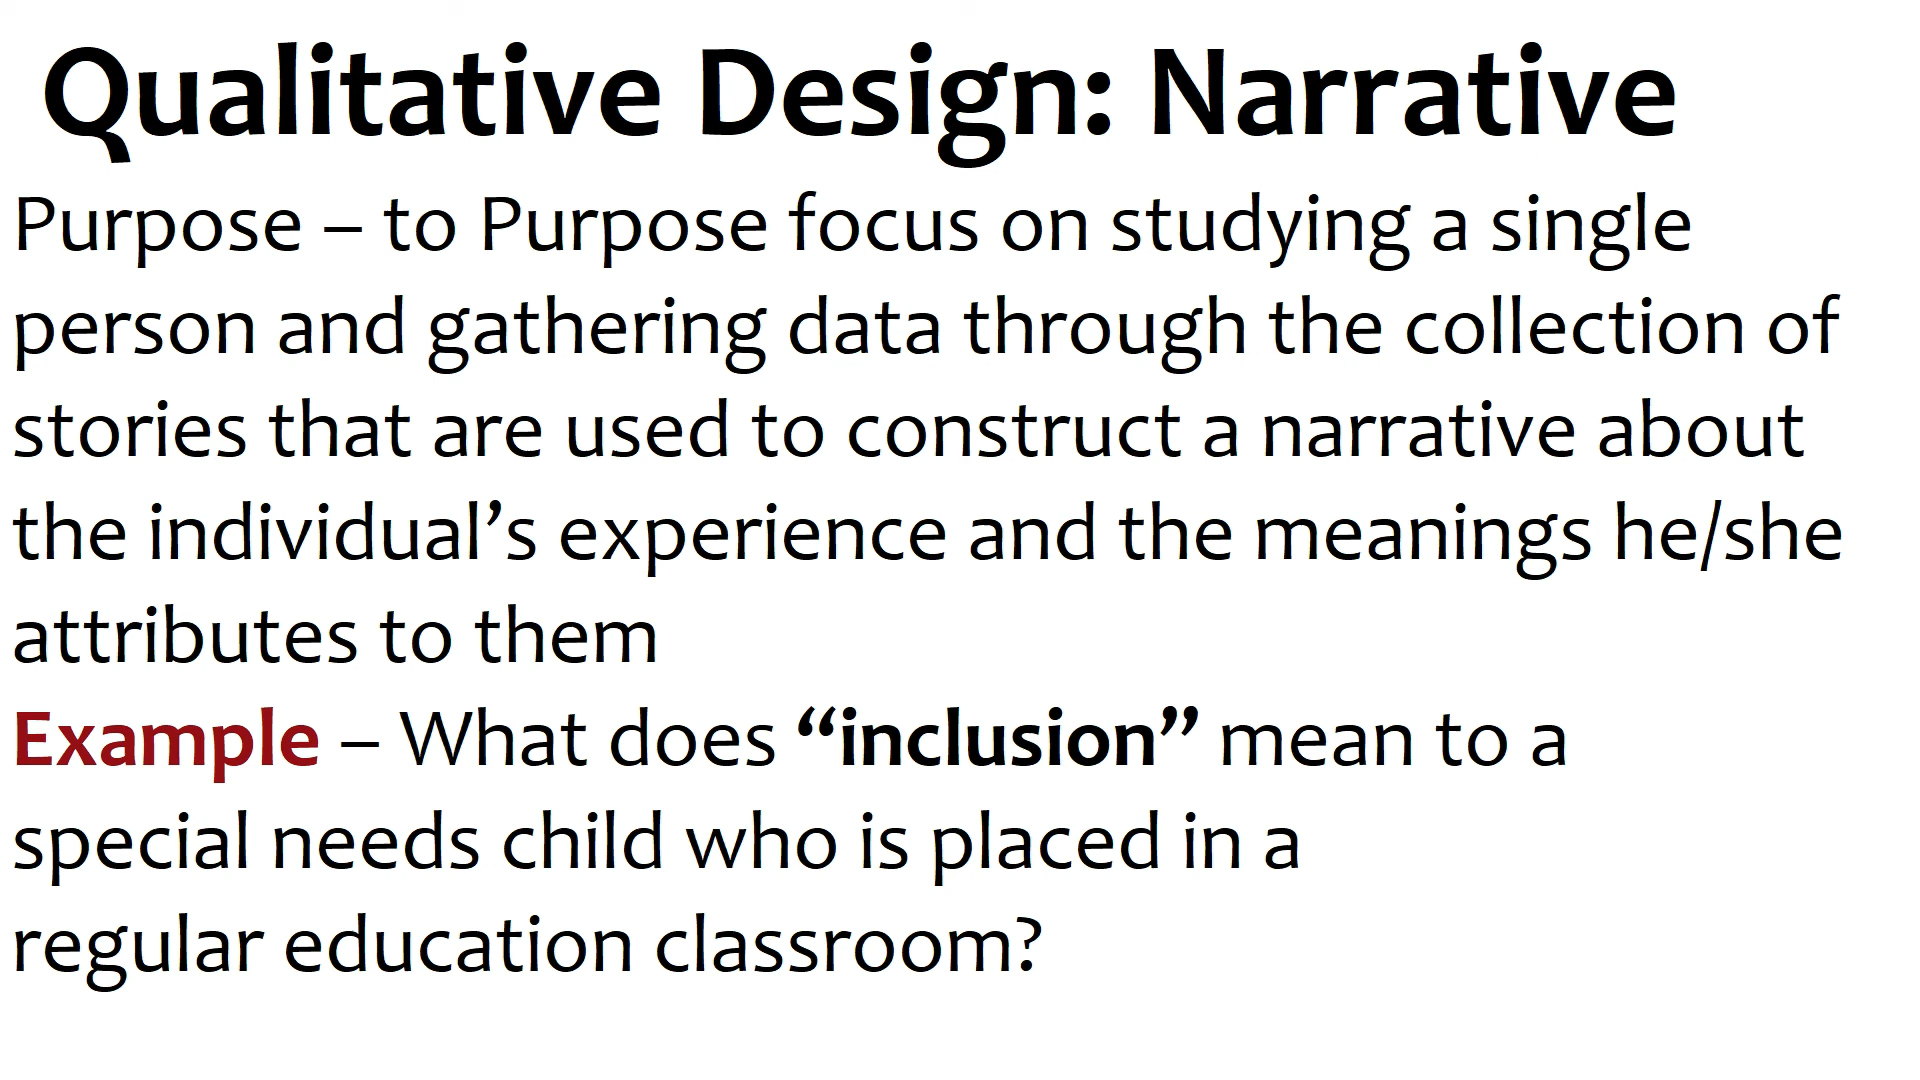 Qualitative Design: Narrative
Purpose – to Purpose focus on studying a single
person and gathering data through the collection of
stories that are used to construct a narrative about
the individual’s experience and the meanings he/she
attributes to them
Example – What does “inclusion” mean to a
special needs child who is placed in a
regular education classroom?